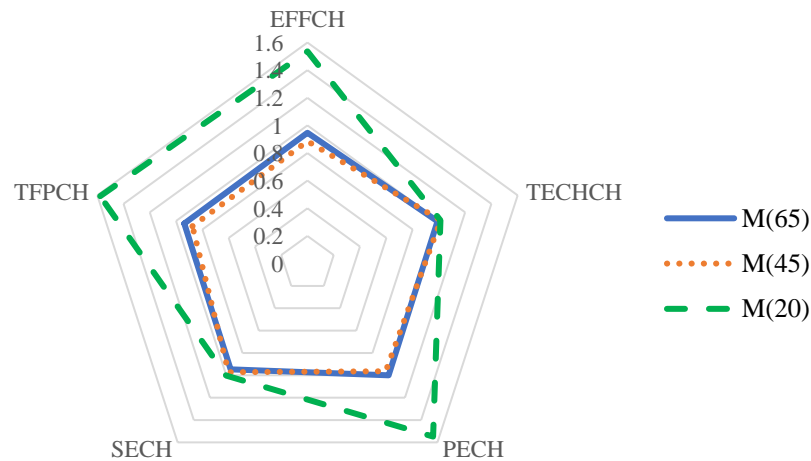 EFFCH
1.6
1.4
1.2
1
0.8
0.6
0.4
0.2
0
TFPCH
TECHCH
SECH
PECH
M(65)
M(45)
M(20)